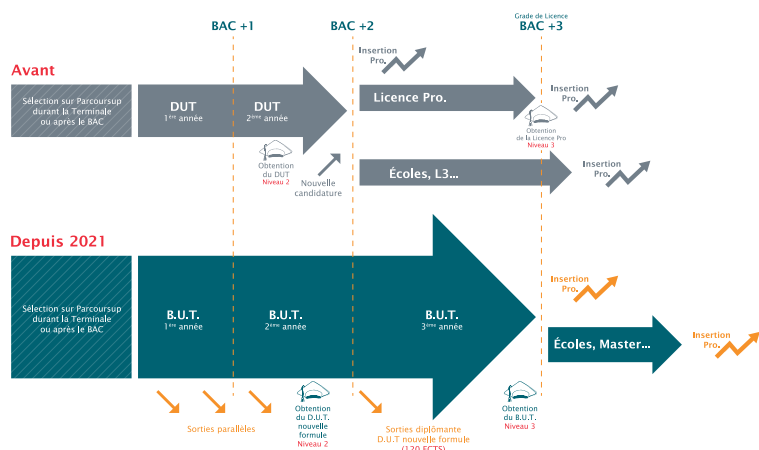 Grade de Licence
BAC +1
BAC +2
BAC +3
Avant
Insertion
Pro.
Sélection sur Parcoursup
durant la Terminale
ou après le BAC
DUT
1ère année
DUT
2ème année
Licence Pro.
Insertion
Pro.
Obtention
du DUT
Niveau 2
Nouvelle
candidature
Obtention
de la Licence Pro
Niveau 3
Écoles, L3...
Insertion
Pro.
Depuis 2021
Sélection sur Parcoursup
durant la Terminale
ou après le BAC
B.U.T.
1ère année
B.U.T.
2ème année
B.U.T.
3ème année
Insertion
Pro.
Écoles, Master...
Insertion
Pro.
Sorties parallèles
Obtention
du D.U.T.
nouvelle
formule
Niveau 2
Sorties diplômante
D.U.T nouvelle formule
(120 ECTS)
Obtention
du B.U.T.
Niveau 3